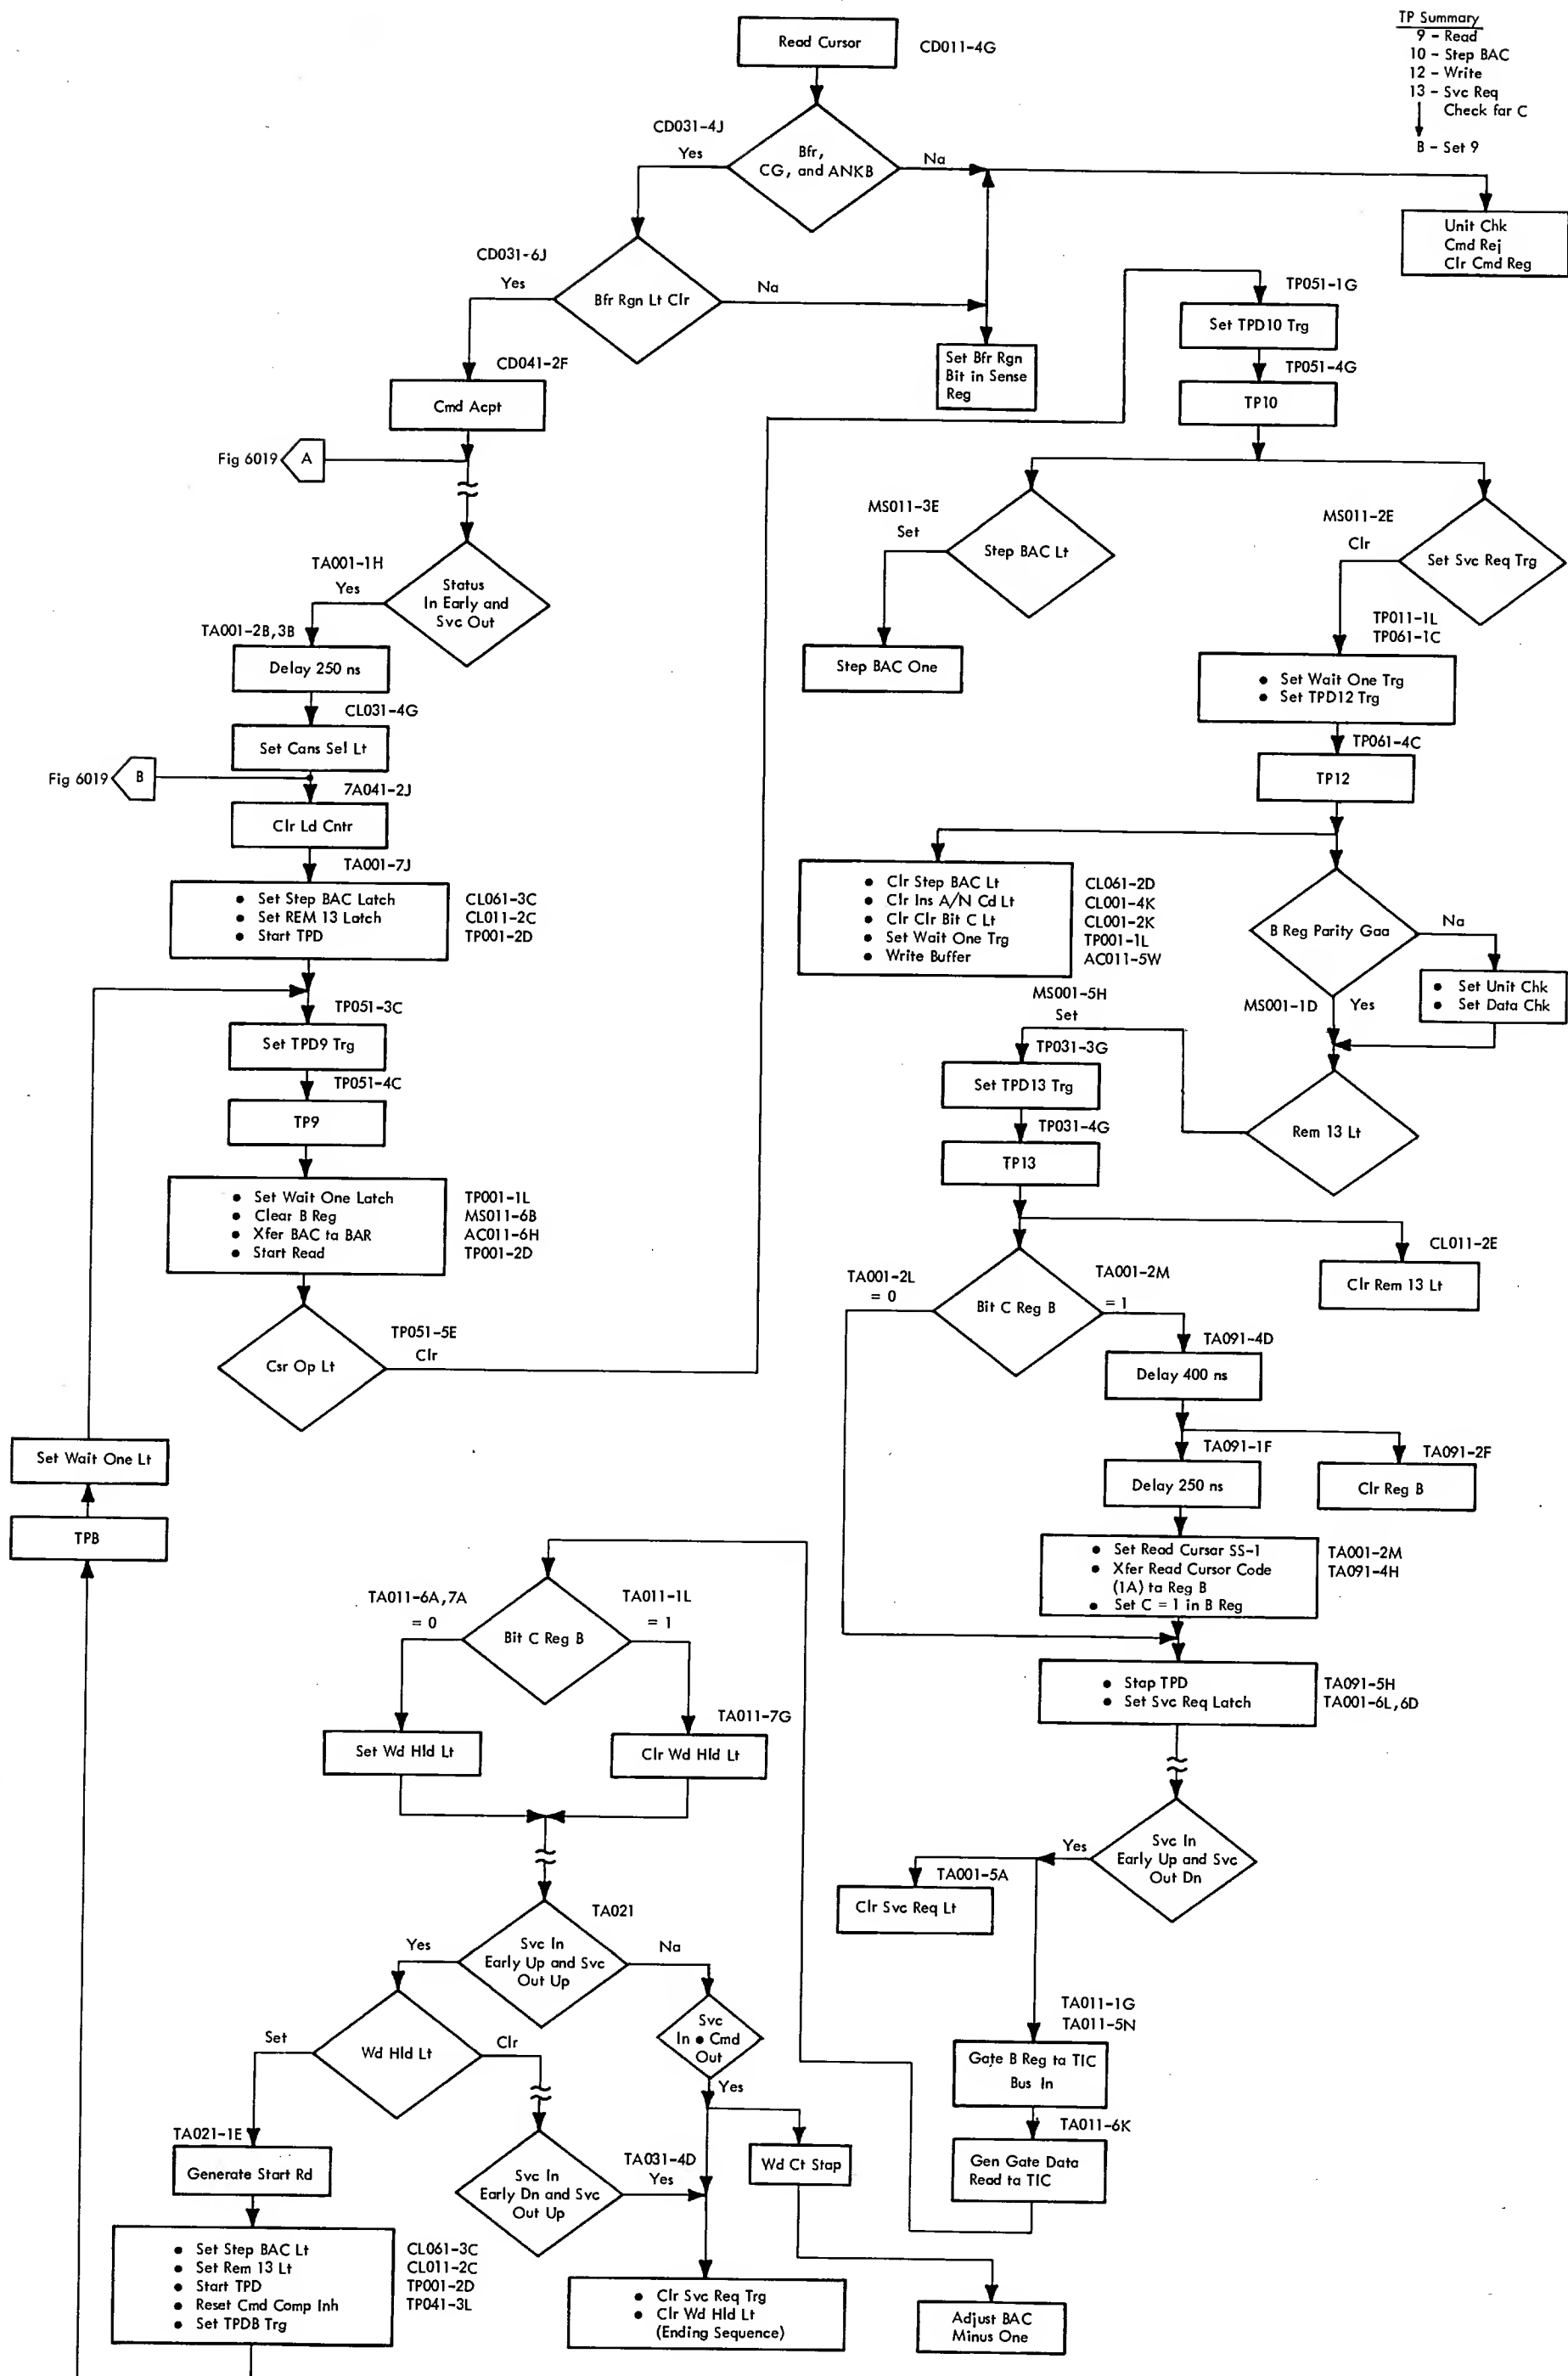 TP Summary
9 - Read
10 - Step BAC
12 - Write
13 - Svc Req
Check far C
B - Set 9
Read Cursor
CD011-4G
CD031-4J
Yes
Bfr,
CG, and ANKB
Na
Unit Chk
Cmd Rej
Clr Cmd Reg
CD031-6J
Yes
Bfr Rgn Lt Clr
Na
Set Bfr Rgn
Bit in Sense
Reg
CD041-2F
Cmd Acpt
Fig 6019
A
TA001-1H
Yes
Status
In Early and
Svc Out
TA001-2B,3B
Delay 250 ns
CL031-4G
Set Cans Sel Lt
Fig 6019
B
7A041-2J
Clr Ld Cntr
TA001-7J
• Set Step BAC Latch
CL061-3C
• Set REM 13 Latch
CL011-2C
• Start TPD
TP001-2D
TP051-3C
Set TPD9 Trg
TP051-4C
TP9
• Set Wait One Latch
TP001-1L
• Clear B Reg
MS011-6B
• Xfer BAC ta BAR
AC011-6H
• Start Read
TP001-2D
TP051-5E
Clr
Csr Op Lt
Set Wait One Lt
TPB
TP051-1G
Set TPD10 Trg
TP051-4G
TP10
MS011-3E
Set
Step BAC Lt
Step BAC One
MS011-2E
Clr
Set Svc Req Trg
TP011-1L
TP061-1C
• Set Wait One Trg
• Set TPD12 Trg
TP061-4C
TP12
• Clr Step BAC Lt
CL061-2D
• Clr Ins A/N Cd Lt
CL001-4K
• Clr Clr Bit C Lt
CL001-2K
• Set Wait One Trg
TP001-1L
• Write Buffer
AC011-5W
B Reg Parity Gaa
Na
• Set Unit Chk
• Set Data Chk
MS001-1D
Yes
MS001-5H
Set
Rem 13 Lt
TP031-3G
Set TPD13 Trg
TP031-4G
TP13
CL011-2E
Clr Rem 13 Lt
TA001-2L
= 0
Bit C Reg B
TA001-2M
= 1
TA091-4D
Delay 400 ns
TA091-1F
Delay 250 ns
TA091-2F
Clr Reg B
• Set Read Cursar SS-1
TA001-2M
• Xfer Read Cursor Code
TA091-4H
(1A) ta Reg B
• Set C = 1 in B Reg
• Stap TPD
TA091-5H
• Set Svc Req Latch
TA001-6L,6D
Yes
Svc In
Early Up and Svc
Out Dn
TA001-5A
Clr Svc Req Lt
TA011-1G
TA011-5N
Gate B Reg ta TIC
Bus In
TA011-6K
Gen Gate Data
Read ta TIC
TA011-6A,7A
= 0
Bit C Reg B
TA011-1L
= 1
Set Wd Hld Lt
TA011-7G
Clr Wd Hld Lt
TA021
Yes
Svc In
Early Up and Svc
Out Up
Na
Set
Wd Hld Lt
Clr
Svc
In • Cmd
Out
Yes
TA021-1E
Generate Start Rd
Svc In
Early Dn and Svc
Out Up
TA031-4D
Yes
Wd Ct Stap
• Set Step BAC Lt
CL061-3C
• Set Rem 13 Lt
CL011-2C
• Start TPD
TP001-2D
• Reset Cmd Comp Inh
TP041-3L
• Set TPDB Trg
• Clr Svc Req Trg
• Clr Wd Hld Lt
(Ending Sequence)
Adjust BAC
Minus One